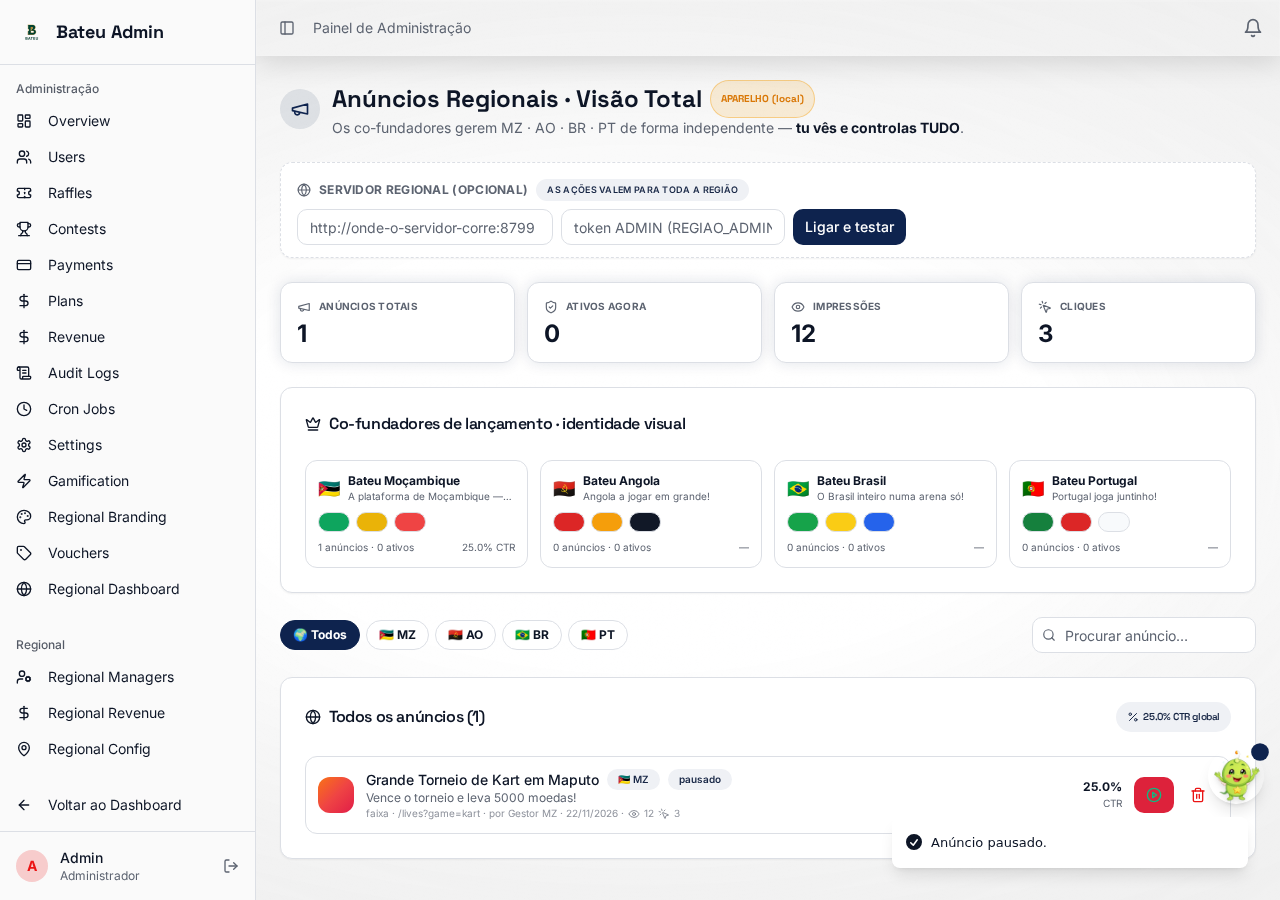 B
BATEU
Bateu Admin
Painel de Administração
Administração
Overview
Users
Raffles
Contests
Payments
Plans
Revenue
Audit Logs
Cron Jobs
Settings
Gamification
Regional Branding
Vouchers
Regional Dashboard
Regional
Regional Managers
Regional Revenue
Regional Config
Voltar ao Dashboard
A
Admin
Administrador
Anúncios Regionais · Visão Total
APARELHO (local)
Os co-fundadores gerem MZ · AO · BR · PT de forma independente — tu vês e controlas TUDO.
SERVIDOR REGIONAL (OPCIONAL)
AS AÇÕES VALEM PARA TODA A REGIÃO
http://onde-o-servidor-corre:8799
token ADMIN (REGIAO_ADMIN
Ligar e testar
ANÚNCIOS TOTAIS
1
ATIVOS AGORA
0
IMPRESSÕES
12
CLIQUES
3
Co-fundadores de lançamento · identidade visual
Bateu Moçambique
A plataforma de Moçambique —...
1 anúncios · 0 ativos
25.0% CTR
Bateu Angola
Angola a jogar em grande!
0 anúncios · 0 ativos
—
Bateu Brasil
O Brasil inteiro numa arena só!
0 anúncios · 0 ativos
—
Bateu Portugal
Portugal joga juntinho!
0 anúncios · 0 ativos
—
🌍 Todos
🇲🇿 MZ
🇦🇴 AO
🇧🇷 BR
🇵🇹 PT
Procurar anúncio...
Todos os anúncios (1)
25.0% CTR global
Grande Torneio de Kart em Maputo
🇲🇿 MZ
pausado
Vence o torneio e leva 5000 moedas!
faixa · /lives?game=kart · por Gestor MZ · 22/11/2026 · 12 3
25.0%
CTR
Anúncio pausado.